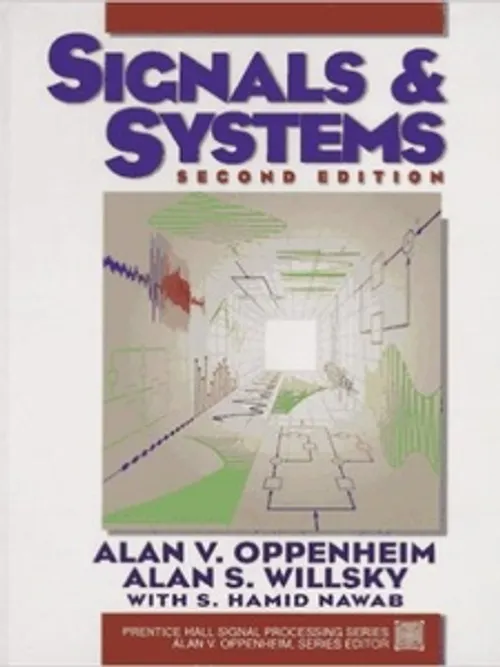 SIGNALS &
SYSTEMS
SECOND EDITION
ALAN V. OPPENHEIM
ALAN S. WILLSKY
WITH S. HAMID NAWAB
PRENTICE HALL SIGNAL PROCESSING SERIES
ALAN V. OPPENHEIM, SERIES EDITOR